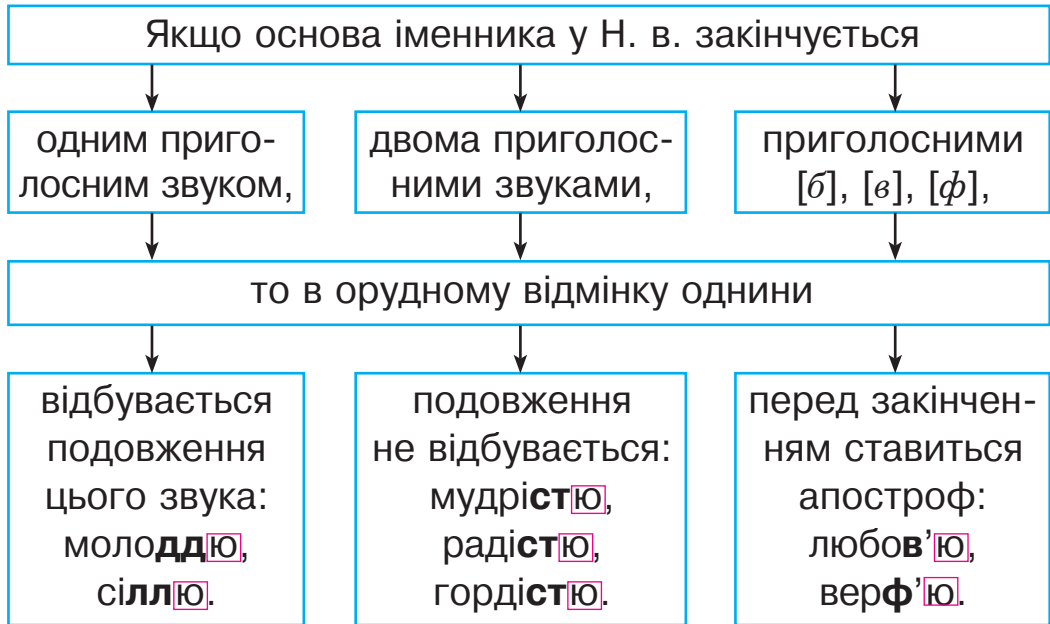 Якщо основа іменника у Н. в. закінчується
одним приго-
лосним звуком,
двома приголос-
ними звуками,
приголосними
[б], [в], [ф],
то в орудному відмінку однини
відбувається
подовження
цього звука:
молоддю,
сіллю.
подовження
не відбувається:
мудрістю,
радістю,
гордістю.
перед закінчен-
ням ставиться
апостроф:
любов’ю,
верф’ю.